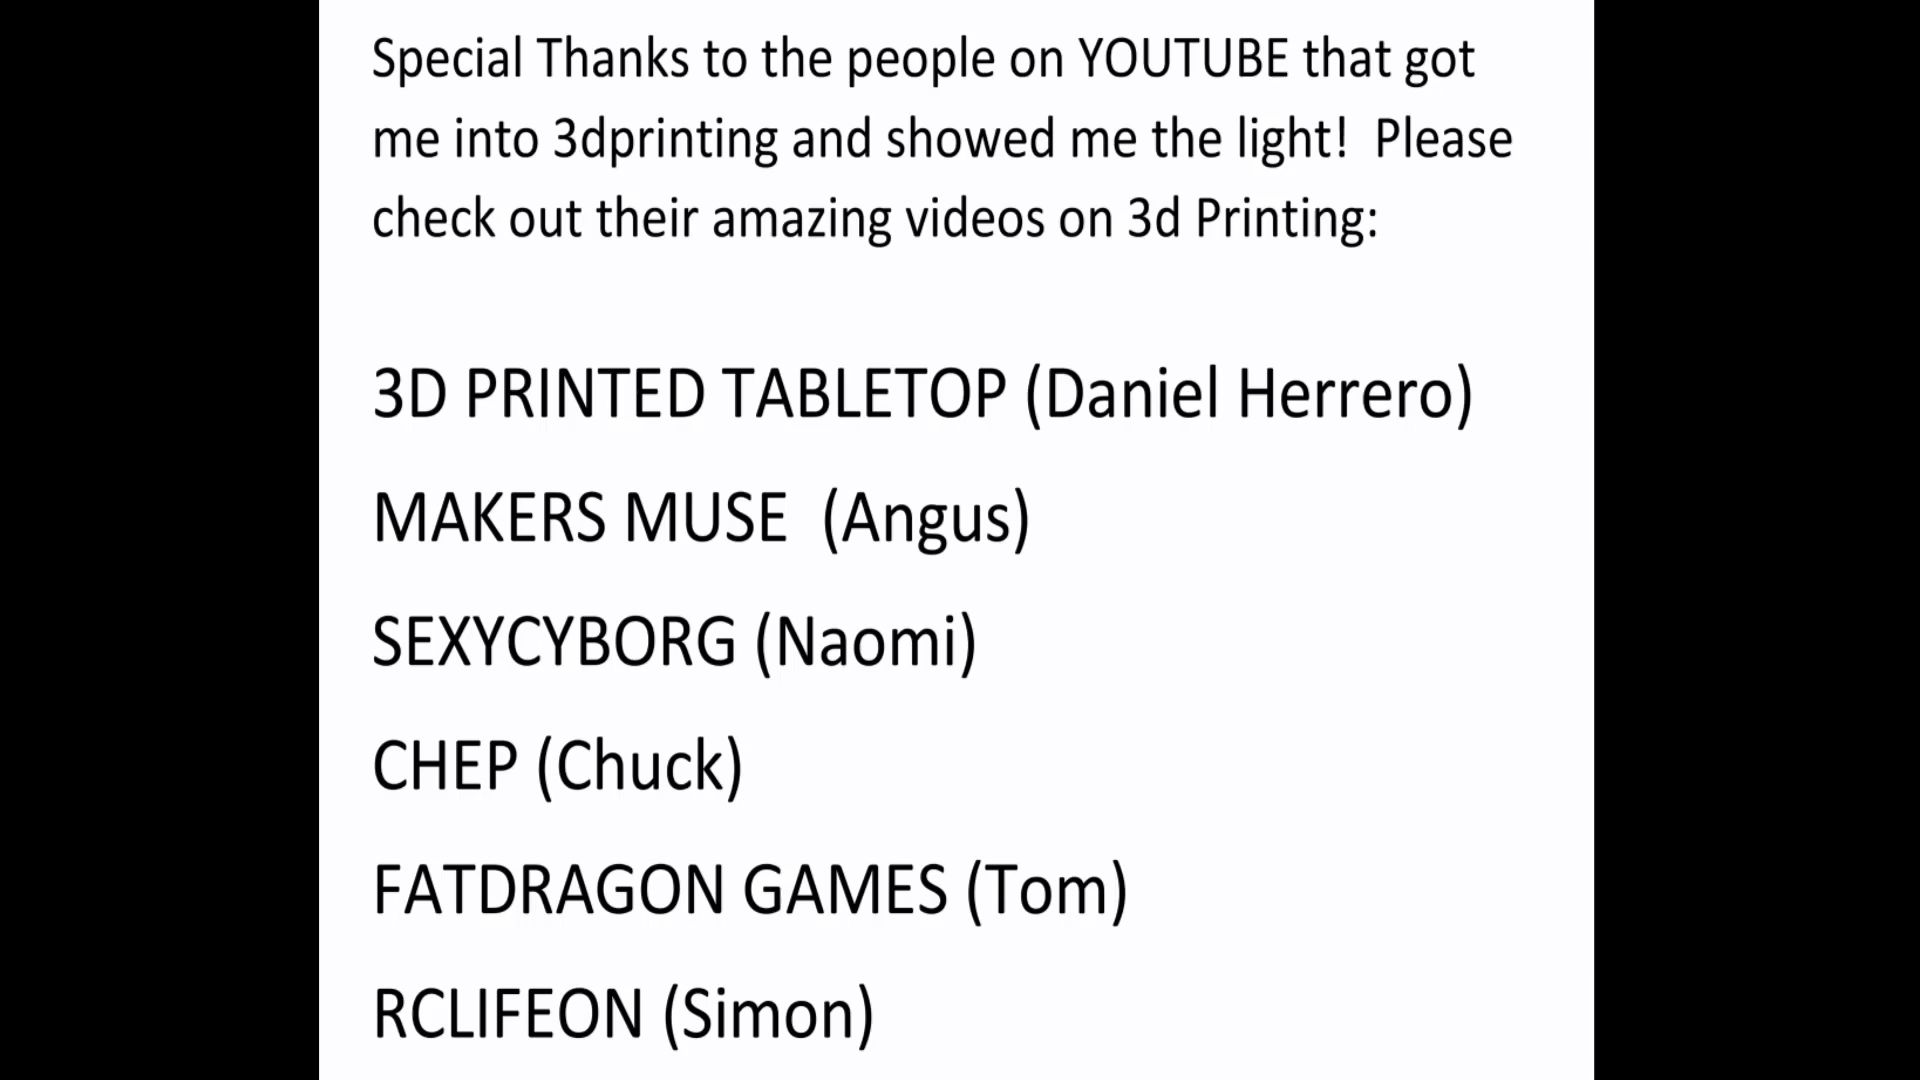 Special Thanks to the people on YOUTUBE that got
me into 3dprinting and showed me the light!  Please
check out their amazing videos on 3d Printing:
3D PRINTED TABLETOP (Daniel Herrero)
MAKERS MUSE  (Angus)
SEXYCYBORG (Naomi)
CHEP (Chuck)
FATDRAGON GAMES (Tom)
RCLIFEON (Simon)